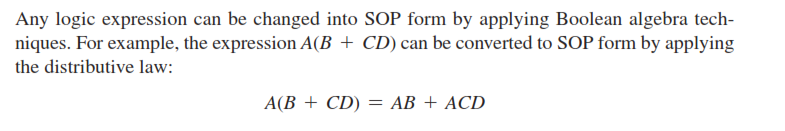 Any logic expression can be changed into SOP form by applying Boolean algebra tech-
niques. For example, the expression A(B + CD) can be converted to SOP form by applying
the distributive law:
A(B + CD) = AB + ACD